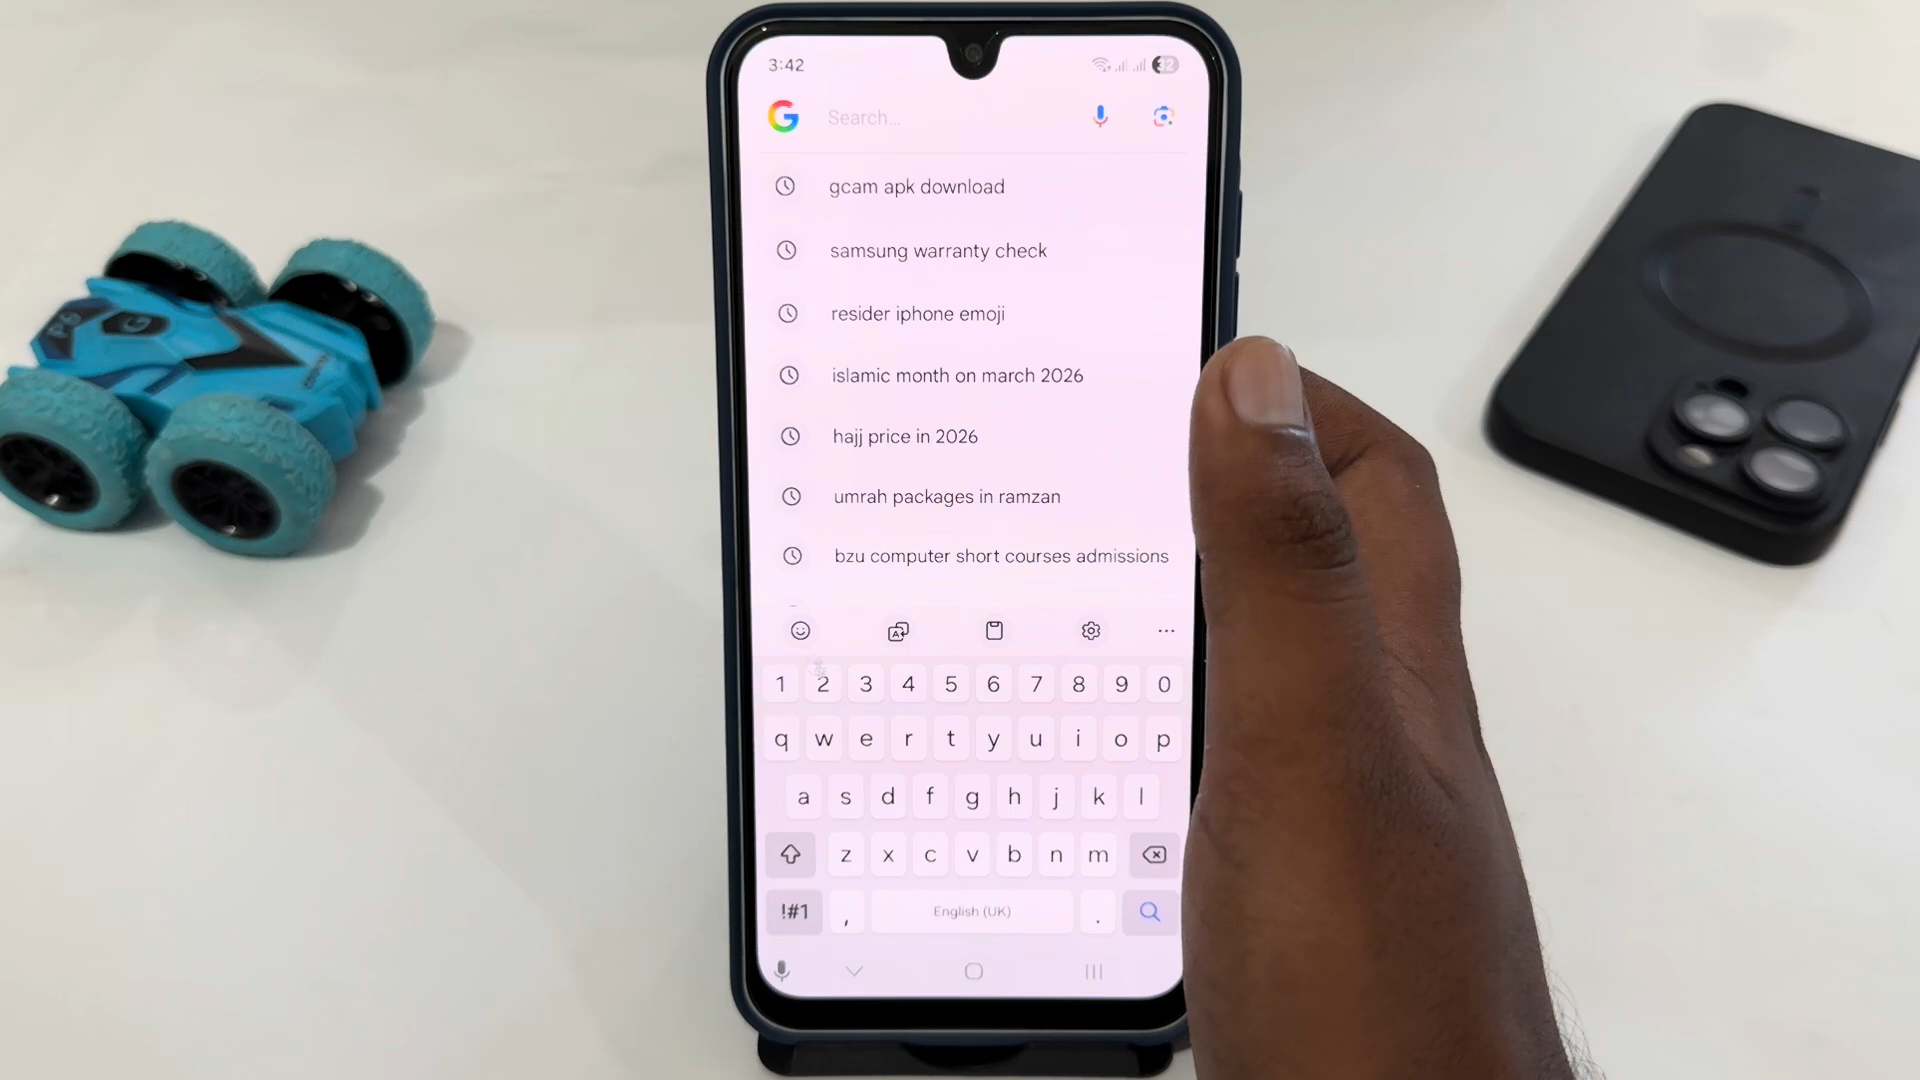 3:42
32
G Search...
gcam apk download
samsung warranty check
resider iphone emoji
islamic month on march 2026
hajj price in 2026
umrah packages in ramzan
bzu computer short courses admissions
1 2 3 4 5 6 7 8 9 0
q w e r t y u i o p
a s d f g h j k l
z x c v b n m
!#1 , English (UK) .